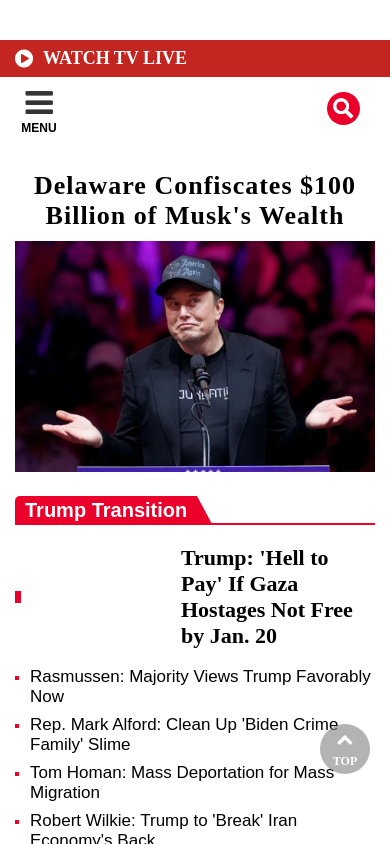 WATCH TV LIVE
MENU
Delaware Confiscates $100
Billion of Musk's Wealth
Trump Transition
Trump: 'Hell to
Pay' If Gaza
Hostages Not Free
by Jan. 20
Rasmussen: Majority Views Trump Favorably
Now
Rep. Mark Alford: Clean Up 'Biden Crime
Family' Slime
Tom Homan: Mass Deportation for Mass
Migration
TOP
Robert Wilkie: Trump to 'Break' Iran
Economy's Back